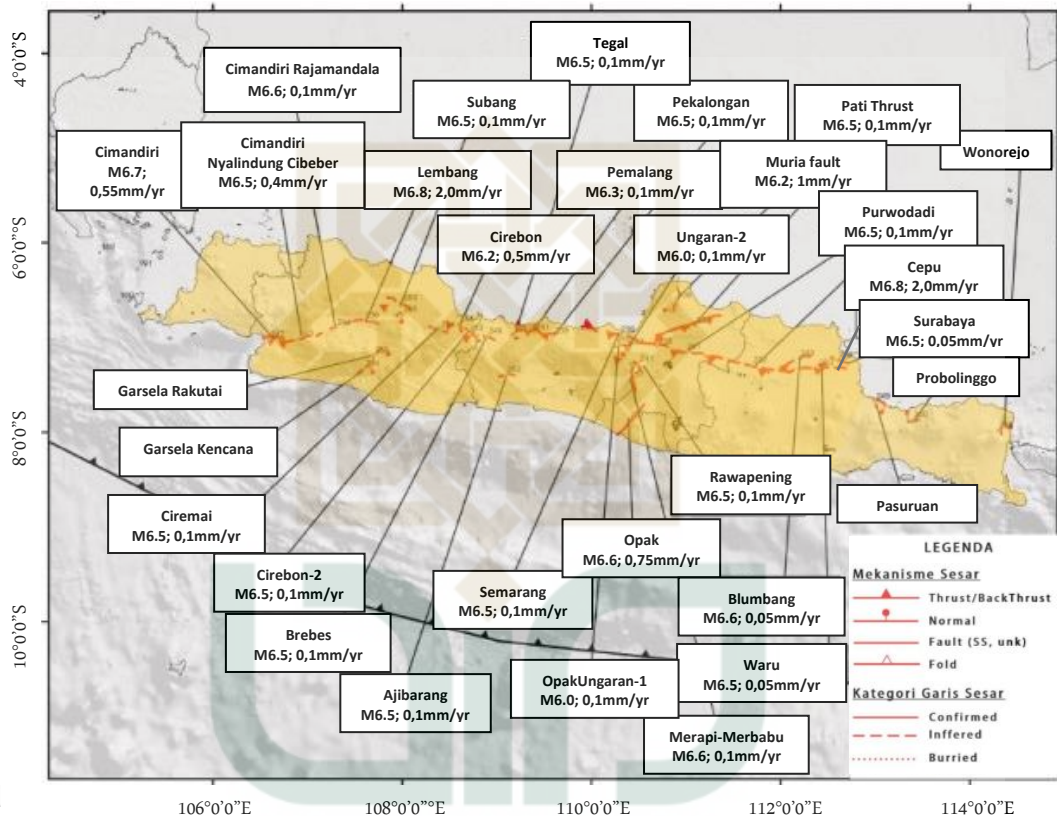 Tegal
M6.5; 0,1mm/yr
Cimandiri Rajamandala
M6.6; 0,1mm/yr
Subang
M6.5; 0,1mm/yr
Pekalongan
M6.5; 0,1mm/yr
Pati Thrust
M6.5; 0,1mm/yr
Wonorejo
Cimandiri
M6.7;
0,55mm/yr
Cimandiri
Nyalindung Cibeber
M6.5; 0,4mm/yr
Lembang
M6.8; 2,0mm/yr
Pemalang
M6.3; 0,1mm/yr
Muria fault
M6.2; 1mm/yr
Purwodadi
M6.5; 0,1mm/yr
Cirebon
M6.2; 0,5mm/yr
Ungaran-2
M6.0; 0,1mm/yr
Cepu
M6.8; 2,0mm/yr
Surabaya
M6.5; 0,05mm/yr
Probolinggo
Garsela Rakutai
Garsela Kencana
Ciremai
M6.5; 0,1mm/yr
Rawapening
M6.5; 0,1mm/yr
Pasuruan
Opak
M6.6; 0,75mm/yr
Cirebon-2
M6.5; 0,1mm/yr
Semarang
M6.5; 0,1mm/yr
Blumbang
M6.6; 0,05mm/yr
Brebes
M6.5; 0,1mm/yr
Ajibarang
M6.5; 0,1mm/yr
OpakUngaran-1
M6.0; 0,1mm/yr
Waru
M6.5; 0,05mm/yr
Merapi-Merbabu
M6.6; 0,1mm/yr
LEGENDA
Mekanisme Sesar
Thrust/BackThrust
Normal
Fault (SS, unk)
Fold
Kategori Garis Sesar
Confirmed
Inffered
Burried
4°0'0"S
6°0'0"S
8°0'0"S
10°0'0"S
106°0'0"E
108°0'0"E
110°0'0"E
112°0'0"E
114°0'0"E